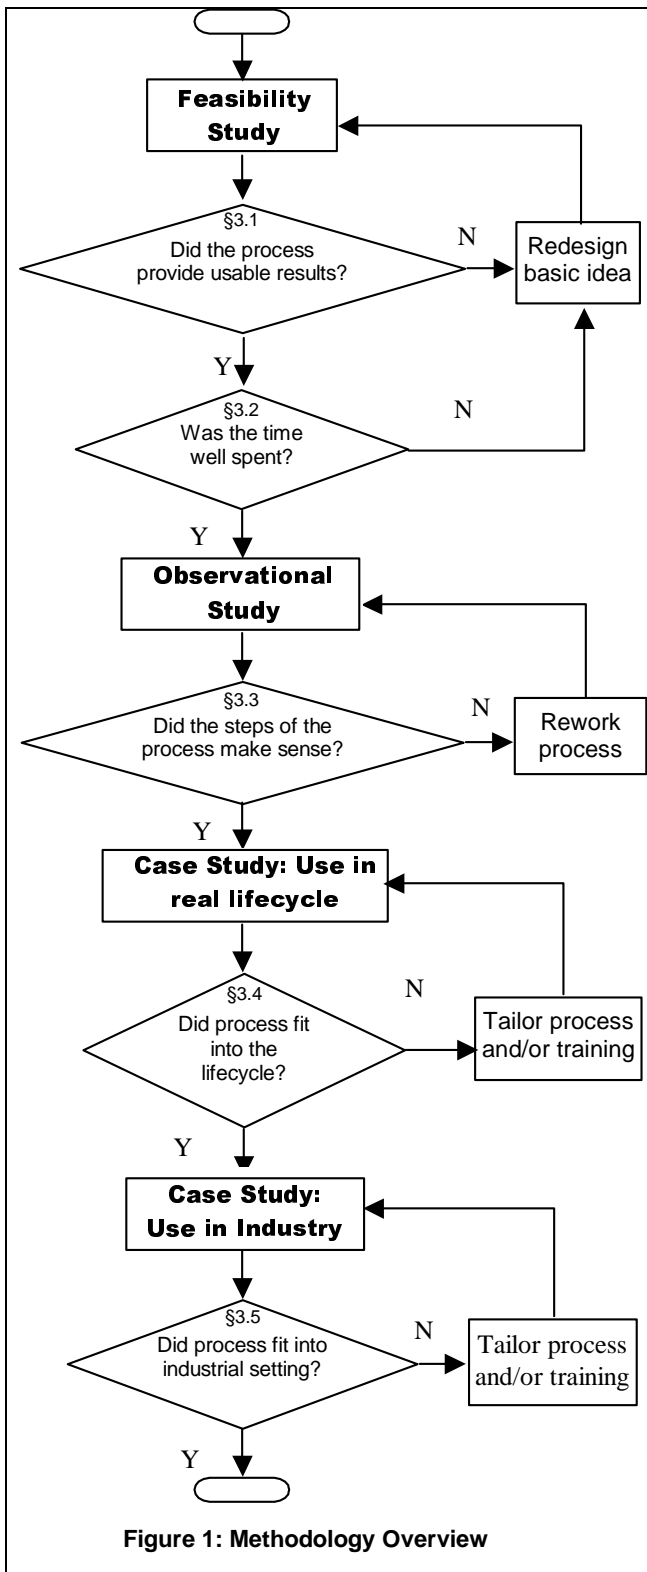 Feasibility
Study
§3.1
Did the process
provide usable results?
N
Redesign
basic idea
Y
§3.2
Was the time
well spent?
N
Y
Observational
Study
§3.3
Did the steps of the
process make sense?
N
Rework
process
Y
Case Study: Use in
real lifecycle
§3.4
Did process fit
into the
lifecycle?
N
Tailor process
and/or training
Y
Case Study:
Use in Industry
§3.5
Did process fit into
industrial setting?
N
Tailor process
and/or training
Y
Figure 1: Methodology Overview